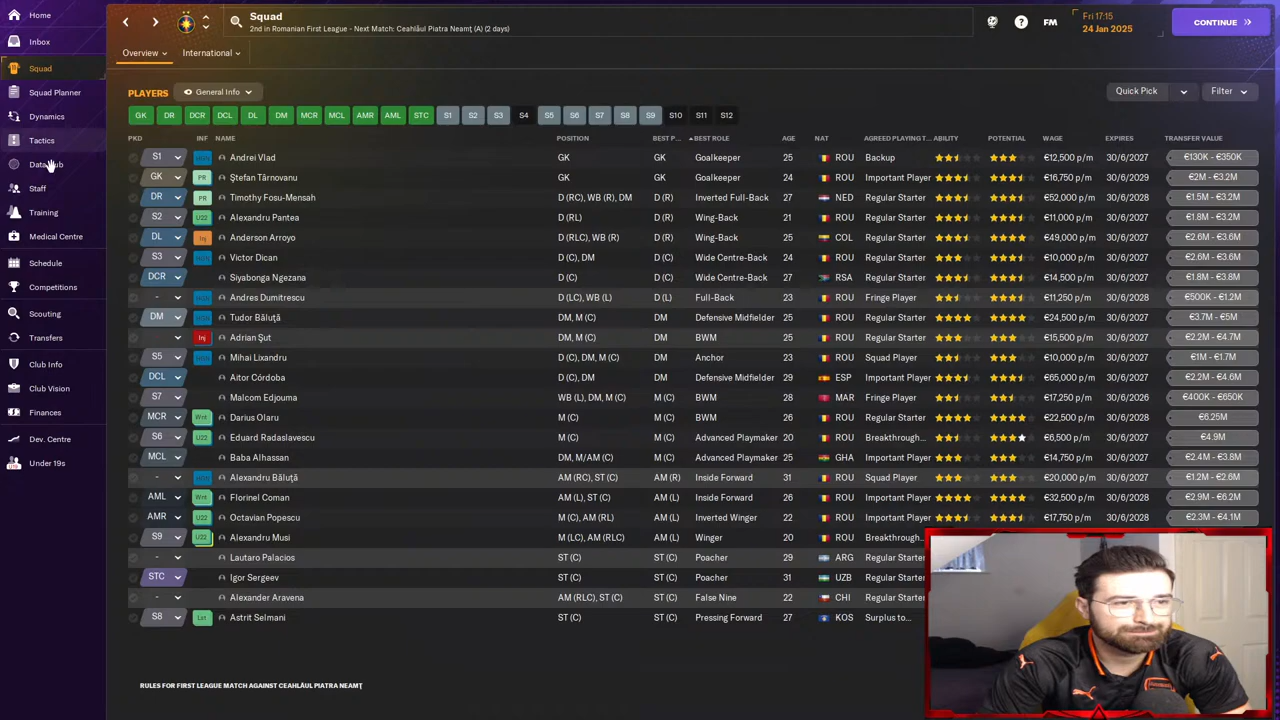 Home
Inbox
Squad
Squad Planner
Dynamics
Tactics
Staff
Training
Medical Centre
Schedule
Competitions
Scouting
Transfers
Club Info
Club Vision
Finances
Dev. Centre
Under 19s
Squad
2nd in Romanian First League - Next Match: Ceahlăul Piatra Neamţ (A) (2 days)
FM
Fri 17:15
24 Jan 2025
CONTINUE
Overview
International
PLAYERS
General Info
Quick Pick
Filter
GK DR DCR DCL DL DM MCR MCL AMR AML STC S1 S2 S3 S4 S5 S6 S7 S8 S9 S10 S11 S12
PKD INF NAME POSITION BEST P... BEST ROLE AGE NAT AGREED PLAYING T... ABILITY POTENTIAL WAGE EXPIRES TRANSFER VALUE
S1 Andrei Vlad GK GK Goalkeeper 25 ROU Backup €12,500 p/m 30/6/2027 €130K - €350K
GK PR Ştefan Târnovanu GK GK Goalkeeper 24 ROU Important Player €16,750 p/m 30/6/2029 €2M - €3.2M
DR PR Timothy Fosu-Mensah D (RC), WB (R), DM D (R) Inverted Full-Back 27 NED Regular Starter €52,000 p/m 30/6/2028 €1.5M - €3.2M
S2 U22 Alexandru Pantea D (RL) D (R) Wing-Back 21 ROU Regular Starter €11,000 p/m 30/6/2027 €1.8M - €3.2M
DL Inj Anderson Arroyo D (RLC), WB (R) D (R) Wing-Back 25 COL Regular Starter €49,000 p/m 30/6/2027 €2.6M - €3.6M
S3 Victor Dican D (C), DM D (C) Wide Centre-Back 24 ROU Regular Starter €10,000 p/m 30/6/2027 €2.6M - €3.6M
DCR Siyabonga Ngezana D (C) D (C) Wide Centre-Back 27 RSA Regular Starter €14,500 p/m 30/6/2027 €1.8M - €3.8M
- Andres Dumitrescu D (LC), WB (L) D (L) Full-Back 23 ROU Fringe Player €11,250 p/m 30/6/2028 €500K - €1.2M
DM Tudor Băluţă DM, M (C) DM Defensive Midfielder 25 ROU Regular Starter €24,500 p/m 30/6/2027 €3.7M - €5M
Inj Adrian Şut DM, M (C) DM BWM 25 ROU Regular Starter €15,500 p/m 30/6/2027 €2.2M - €4.7M
S5 Mihai Lixandru D (C), DM, M (C) DM Anchor 23 ROU Squad Player €10,000 p/m 30/6/2027 €1M - €1.7M
DCL Aitor Córdoba D (C), DM DM Defensive Midfielder 29 ESP Important Player €65,000 p/m 30/6/2027 €2.2M - €4.6M
S7 Malcom Edjouma WB (L), DM, M (C) M (C) BWM 28 MAR Fringe Player €17,250 p/m 30/6/2026 €400K - €650K
MCR Wnt Darius Olaru M (C) M (C) BWM 26 ROU Regular Starter €22,500 p/m 30/6/2027 €6.25M
S6 U22 Eduard Radaslavescu M (C) M (C) Advanced Playmaker 20 ROU Breakthrough... €6,500 p/m 30/6/2027 €4.9M
MCL Baba Alhassan DM, M/AM (C) M (C) Advanced Playmaker 25 GHA Important Player €14,750 p/m 30/6/2027 €2.4M - €3.8M
- Alexandru Băluţă AM (RC), ST (C) AM (R) Inside Forward 31 ROU Squad Player €20,000 p/m 30/6/2027 €1.2M - €2.6M
AML Wnt Florinel Coman AM (L), ST (C) AM (L) Inside Forward 26 ROU Important Player €32,500 p/m 30/6/2028 €2.9M - €6.2M
AMR U22 Octavian Popescu M (C), AM (RL) AM (L) Inverted Winger 22 ROU Important Player €17,750 p/m 30/6/2028 €2.3M - €4.1M
S9 U22 Alexandru Musi M (LC), AM (RLC) AM (L) Winger 20 ROU Breakthrough...
- Lautaro Palacios ST (C) ST (C) Poacher 29 ARG Regular Starter
STC Igor Sergeev ST (C) ST (C) Poacher 31 UZB Regular Starter
- Alexander Aravena AM (RLC), ST (C) ST (C) False Nine 22 CHI Regular Starter
S8 Lst Astrit Selmani ST (C) ST (C) Pressing Forward 27 KOS Surplus to...
RULES FOR FIRST LEAGUE MATCH AGAINST CEAHLĂUL PIATRA NEAMŢ